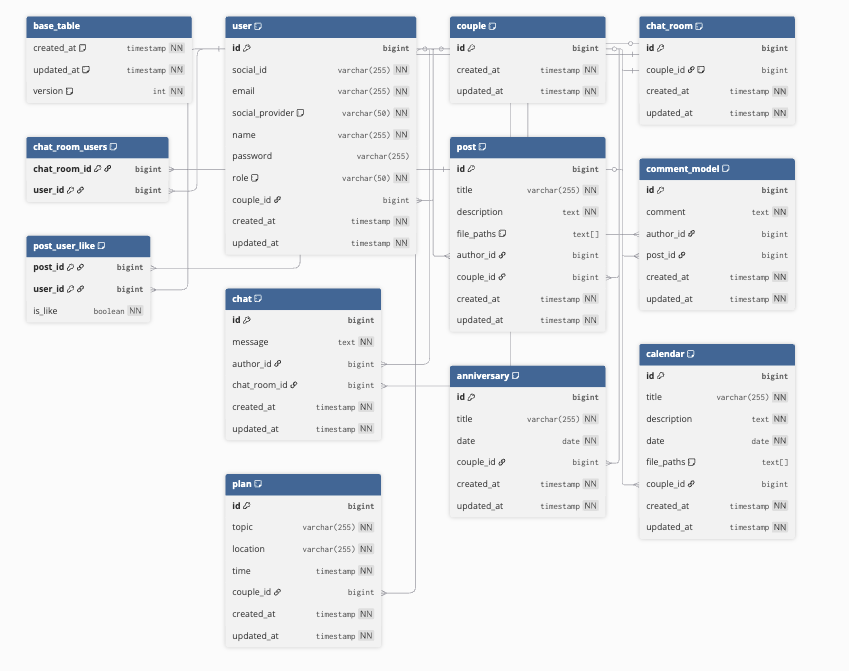 base_table
created_at timestamp NN
updated_at timestamp NN
version int NN
chat_room_users
chat_room_id bigint
user_id bigint
post_user_like
post_id bigint
user_id bigint
is_like boolean NN
user
id bigint
social_id varchar(255) NN
email varchar(255) NN
social_provider varchar(50) NN
name varchar(255) NN
password varchar(255)
role varchar(50) NN
couple_id bigint
created_at timestamp NN
updated_at timestamp NN
chat
id bigint
message text NN
author_id bigint
chat_room_id bigint
created_at timestamp NN
updated_at timestamp NN
plan
id bigint
topic varchar(255) NN
location varchar(255) NN
time timestamp NN
couple_id bigint
created_at timestamp NN
updated_at timestamp NN
couple
id bigint
created_at timestamp NN
updated_at timestamp NN
post
id bigint
title varchar(255) NN
description text NN
file_paths text[]
author_id bigint
couple_id bigint
created_at timestamp NN
updated_at timestamp NN
anniversary
id bigint
title varchar(255) NN
date date NN
couple_id bigint
created_at timestamp NN
updated_at timestamp NN
chat_room
id bigint
couple_id bigint
created_at timestamp NN
updated_at timestamp NN
comment_model
id bigint
comment text NN
author_id bigint
post_id bigint
created_at timestamp NN
updated_at timestamp NN
calendar
id bigint
title varchar(255) NN
description text NN
date date NN
file_paths text[]
couple_id bigint
created_at timestamp NN
updated_at timestamp NN